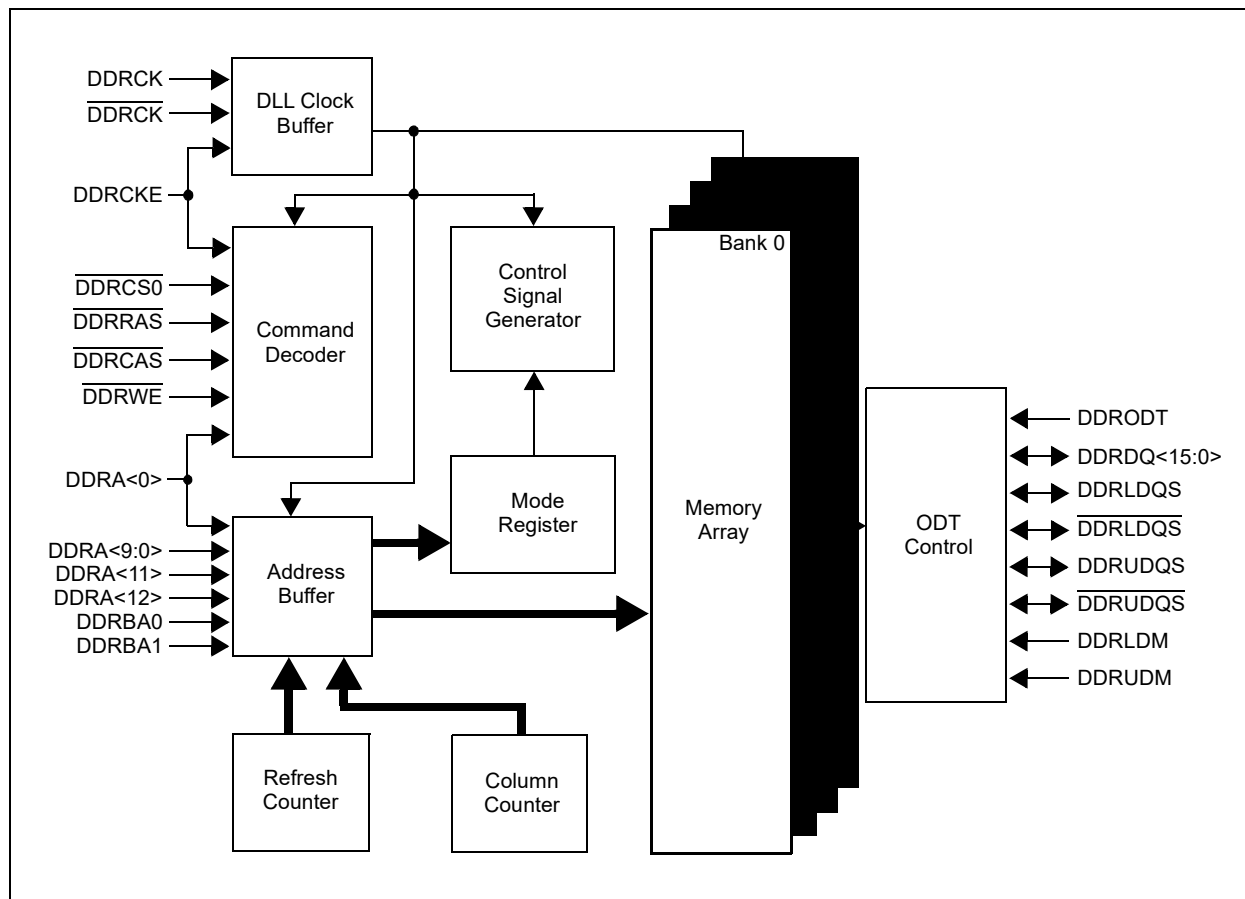 DDRCK
DDRCK
DDRCKE
DDRCS0
DDRRAS
DDRCAS
DDRWE
DDRA<0>
DDRA<9:0>
DDRA<11>
DDRA<12>
DDRBA0
DDRBA1
DLL Clock
Buffer
Command
Decoder
Address
Buffer
Refresh
Counter
Control
Signal
Generator
Mode
Register
Column
Counter
Bank 0
Memory
Array
ODT
Control
DDRODT
DDRDQ<15:0>
DDRLDQS
DDRLDQS
DDRUDQS
DDRUDQS
DDRLDM
DDRUDM